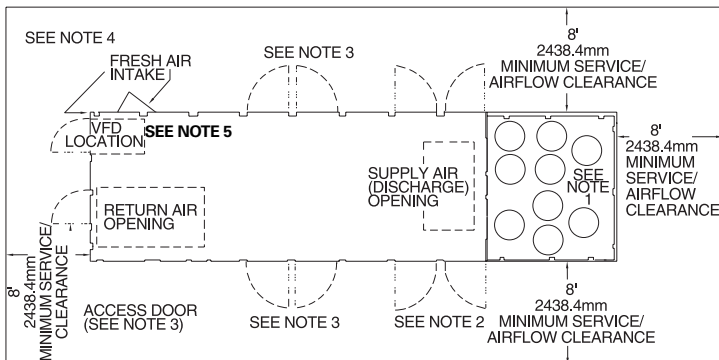 SEE NOTE 4
FRESH AIR
INTAKE
SEE NOTE 3
8'
2438.4mm
MINIMUM SERVICE/
AIRFLOW CLEARANCE
VFD
LOCATION
SEE NOTE 5
SUPPLY AIR
(DISCHARGE)
OPENING
SEE
NOTE
1
8'
2438.4mm
MINIMUM
SERVICE/
AIRFLOW
CLEARANCE
RETURN AIR
OPENING
8'
2438.4mm
MINIMUM SERVICE/
CLEARANCE
ACCESS DOOR
(SEE NOTE 3)
SEE NOTE 3
SEE NOTE 2
8'
2438.4mm
MINIMUM SERVICE/
AIRFLOW CLEARANCE